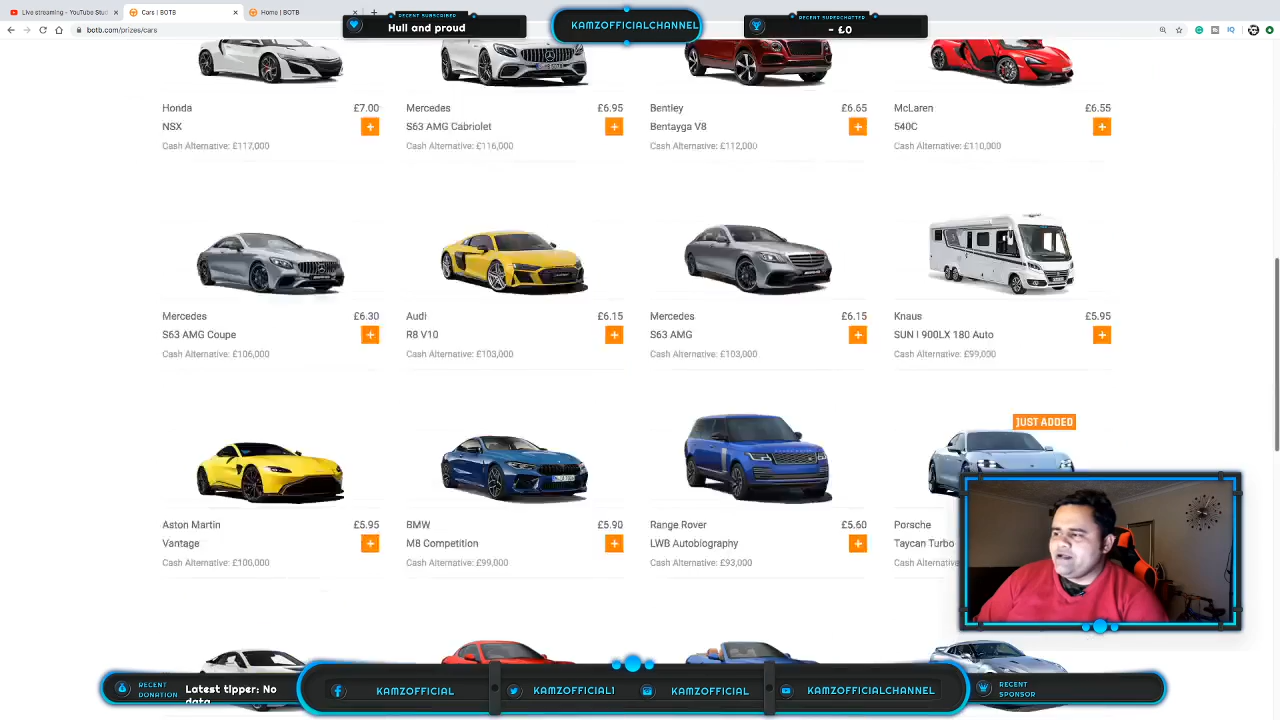 Live streaming - YouTube Stud
Cars | BOTB
Home | BOTB
botb.com/prizes/cars
RECENT SUBSCRIBER
Hull and proud
KAMZOFFICIALCHANNEL
RECENT SUPERCHATTER
- £0
Honda £7.00
NSX
Cash Alternative: £117,000
Mercedes £6.95
S63 AMG Cabriolet
Cash Alternative: £116,000
Bentley £6.65
Bentayga V8
Cash Alternative: £112,000
McLaren £6.55
540C
Cash Alternative: £110,000
Mercedes £6.30
S63 AMG Coupe
Cash Alternative: £106,000
Audi £6.15
R8 V10
Cash Alternative: £103,000
Mercedes £6.15
S63 AMG
Cash Alternative: £103,000
Knaus £5.95
SUN I 900LX 180 Auto
Cash Alternative: £99,000
Aston Martin £5.95
Vantage
Cash Alternative: £100,000
BMW £5.90
M8 Competition
Cash Alternative: £99,000
Range Rover £5.60
LWB Autobiography
Cash Alternative: £93,000
JUST ADDED
Porsche
Taycan Turbo
Cash Alternative
RECENT
DONATION
Latest tipper: No
data
KAMZOFFICIAL
KAMZOFFICIAL1
KAMZOFFICIAL
KAMZOFFICIALCHANNEL
RECENT
SPONSOR